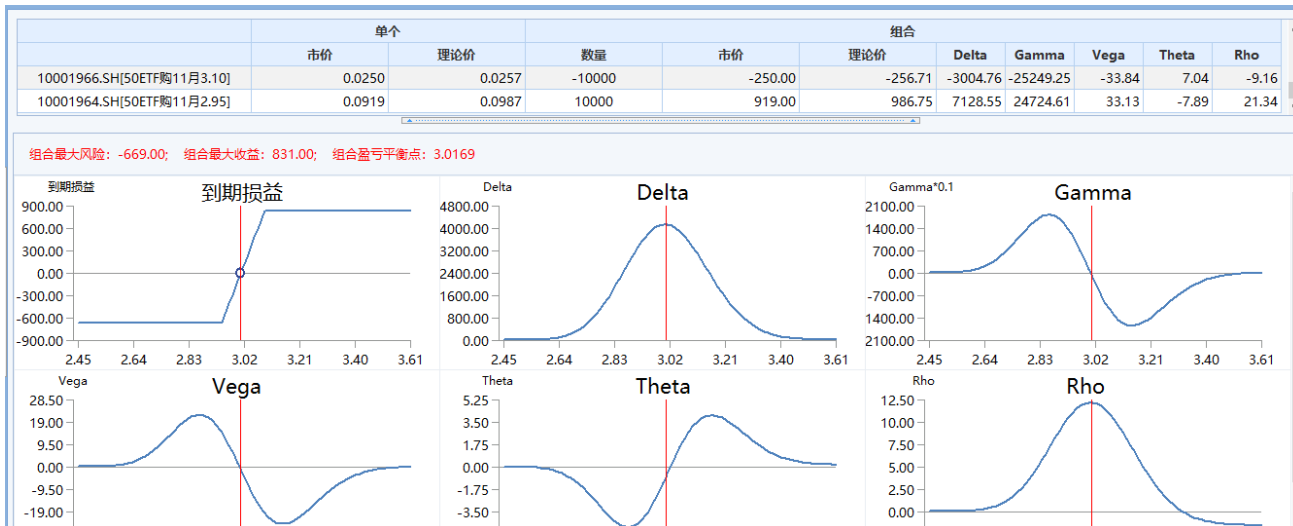 单个 组合
市价 理论价 数量 市价 理论价 Delta Gamma Vega Theta Rho
10001966.SH[50ETF购11月3.10] 0.0250 0.0257 -10000 -250.00 -256.71 -3004.76 -25249.25 -33.84 7.04 -9.16
10001964.SH[50ETF购11月2.95] 0.0919 0.0987 10000 919.00 986.75 7128.55 24724.61 33.13 -7.89 21.34
组合最大风险：-669.00; 组合最大收益：831.00; 组合盈亏平衡点：3.0169
到期损益 到期损益
900.00
600.00
300.00
0.00
-300.00
-600.00
-900.00
2.45 2.64 2.83 3.02 3.21 3.40 3.61
Delta Delta
4800.00
4000.00
3200.00
2400.00
1600.00
800.00
0.00
2.45 2.64 2.83 3.02 3.21 3.40 3.61
Gamma*0.1 Gamma
2100.00
1400.00
700.00
0.00
-700.00
1400.00
2100.00
2.45 2.64 2.83 3.02 3.21 3.40 3.61
Vega Vega
28.50
19.00
9.50
0.00
-9.50
-19.00
Theta Theta
5.25
3.50
1.75
0.00
-1.75
-3.50
Rho Rho
12.50
10.00
7.50
5.00
2.50
0.00